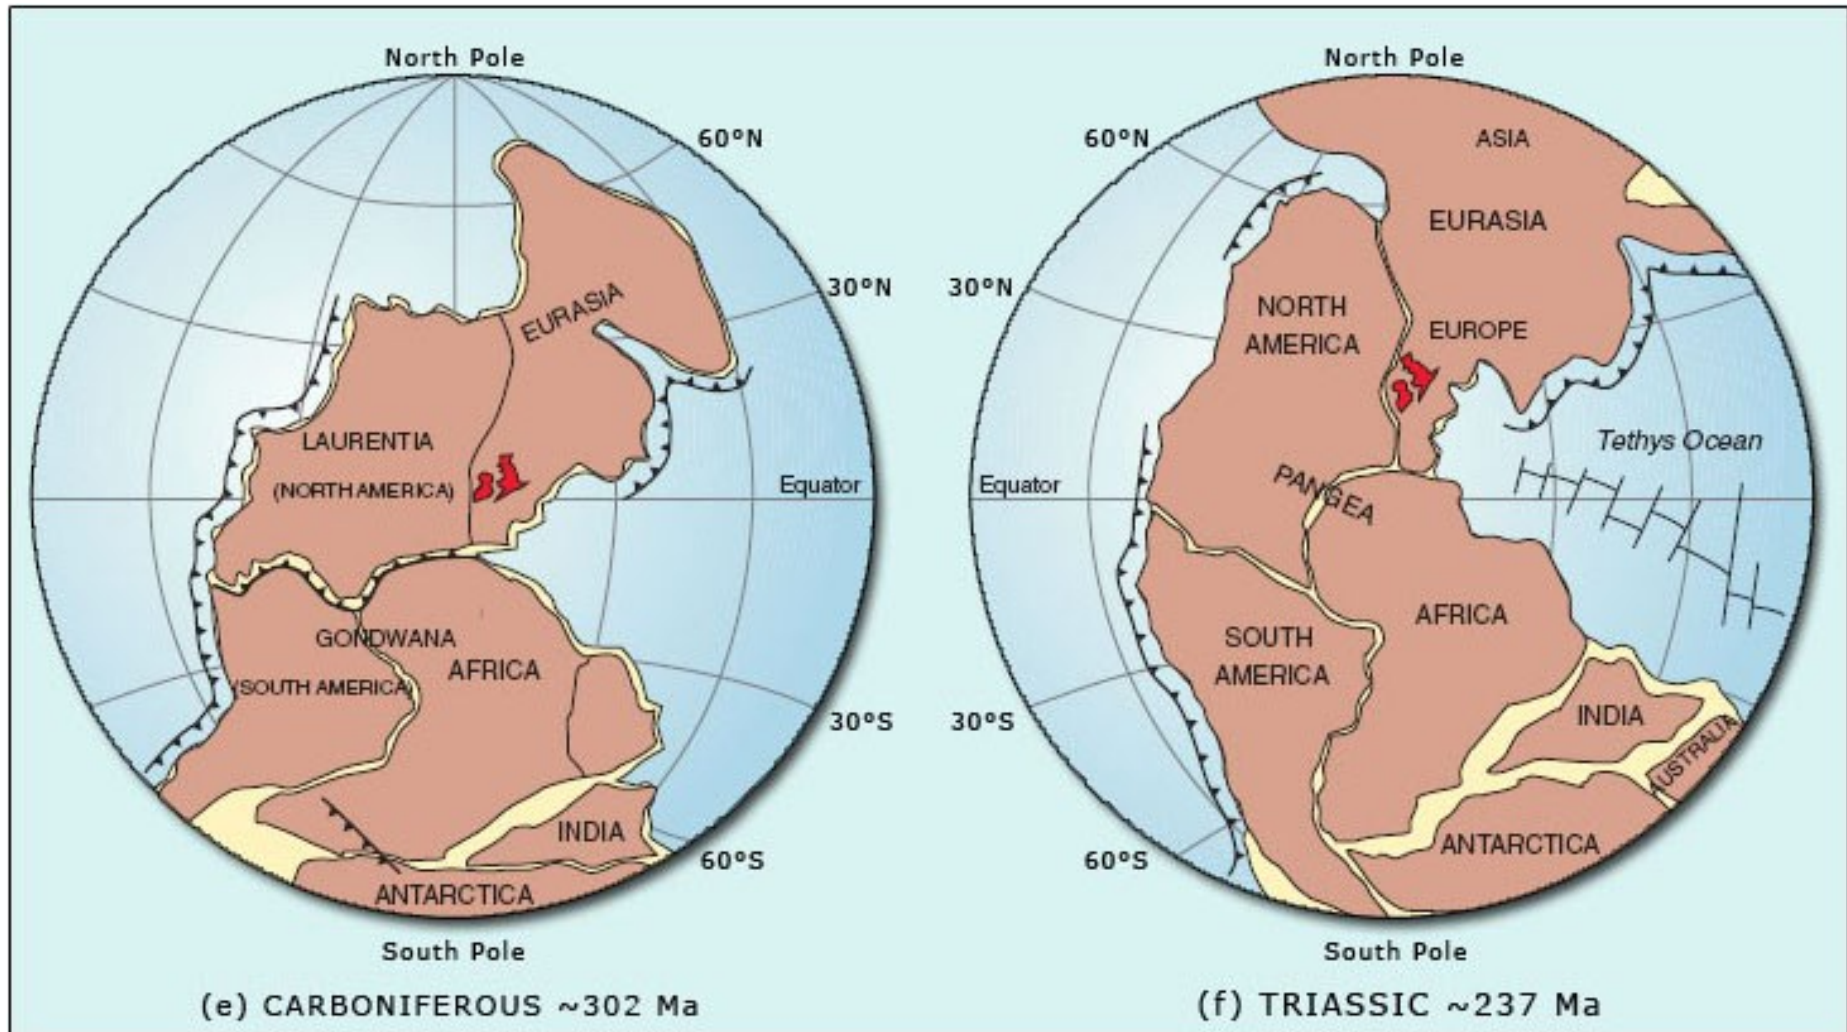 North Pole
60°N
30°N
EURASIA
LAURENTIA
(NORTH AMERICA)
Equator
GONDWANA
AFRICA
(SOUTH AMERICA)
30°S
INDIA
60°S
ANTARCTICA
South Pole
(e) CARBONIFEROUS ~302 Ma
North Pole
60°N
ASIA
EURASIA
30°N
NORTH
AMERICA
EUROPE
Tethys Ocean
Equator
PANGEA
AFRICA
SOUTH
AMERICA
30°S
INDIA
AUSTRALIA
ANTARCTICA
60°S
South Pole
(f) TRIASSIC ~237 Ma